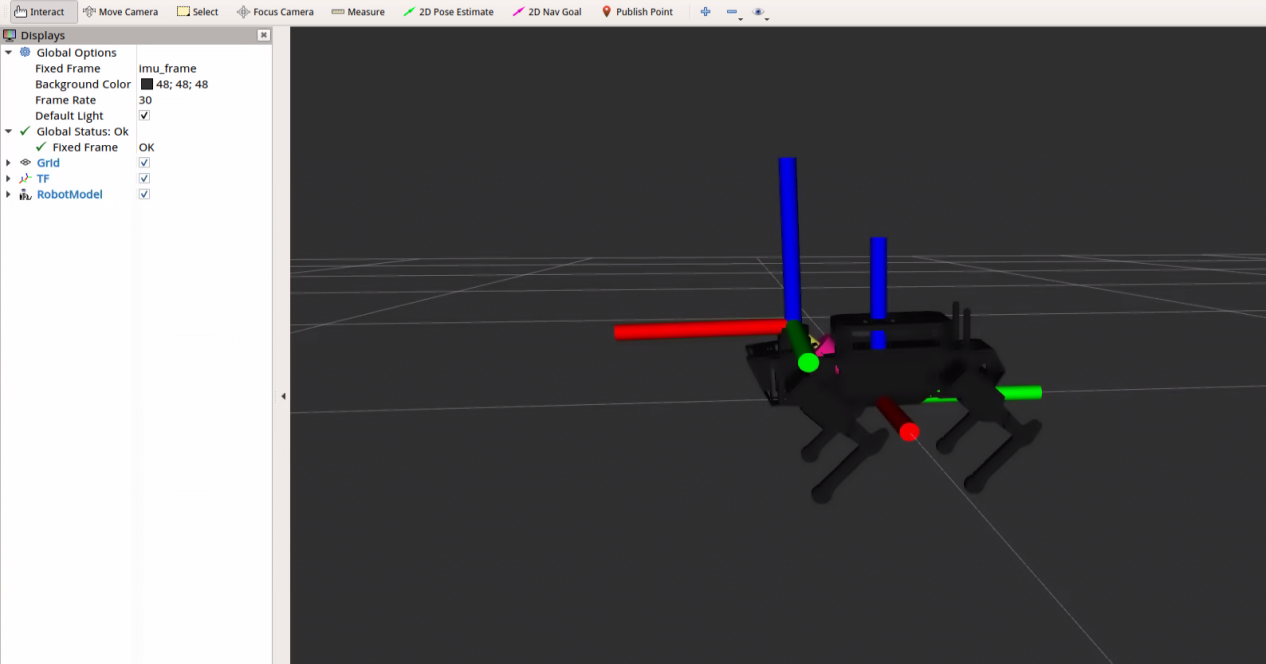 Interact Move Camera Select Focus Camera Measure 2D Pose Estimate 2D Nav Goal Publish Point
Displays
Global Options
Fixed Frame imu_frame
Background Color 48; 48; 48
Frame Rate 30
Default Light
Global Status: Ok
Fixed Frame OK
Grid
TF
RobotModel